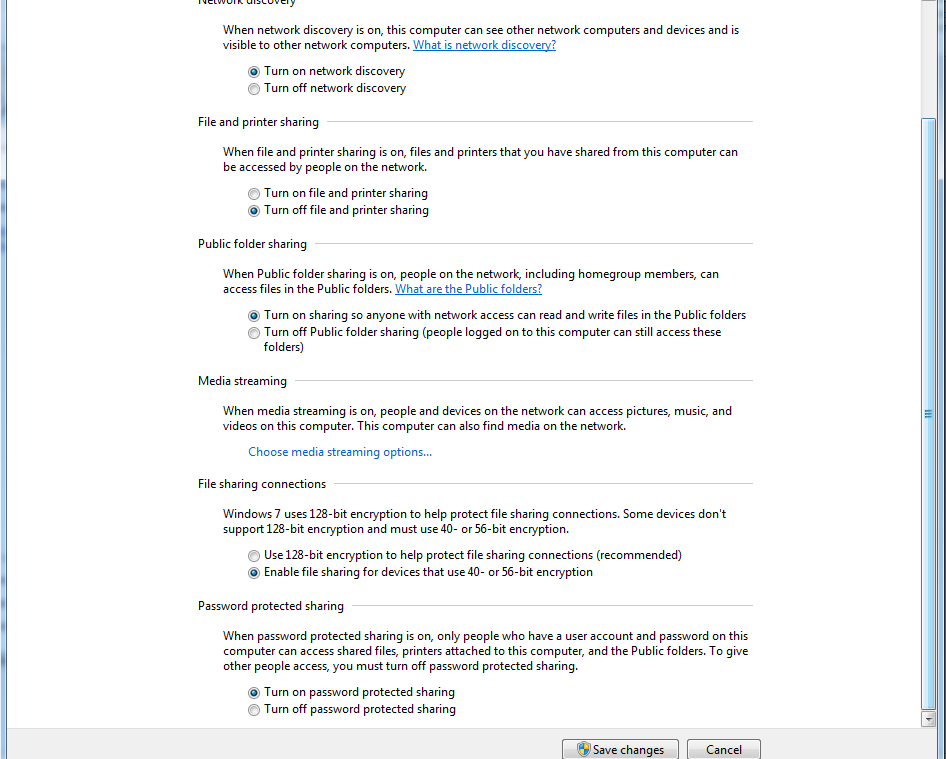 Network discovery
When network discovery is on, this computer can see other network computers and devices and is
visible to other network computers. What is network discovery?
Turn on network discovery
Turn off network discovery
File and printer sharing
When file and printer sharing is on, files and printers that you have shared from this computer can
be accessed by people on the network.
Turn on file and printer sharing
Turn off file and printer sharing
Public folder sharing
When Public folder sharing is on, people on the network, including homegroup members, can
access files in the Public folders. What are the Public folders?
Turn on sharing so anyone with network access can read and write files in the Public folders
Turn off Public folder sharing (people logged on to this computer can still access these
folders)
Media streaming
When media streaming is on, people and devices on the network can access pictures, music, and
videos on this computer. This computer can also find media on the network.
Choose media streaming options...
File sharing connections
Windows 7 uses 128-bit encryption to help protect file sharing connections. Some devices don't
support 128-bit encryption and must use 40- or 56-bit encryption.
Use 128-bit encryption to help protect file sharing connections (recommended)
Enable file sharing for devices that use 40- or 56-bit encryption
Password protected sharing
When password protected sharing is on, only people who have a user account and password on this
computer can access shared files, printers attached to this computer, and the Public folders. To give
other people access, you must turn off password protected sharing.
Turn on password protected sharing
Turn off password protected sharing
Save changes
Cancel